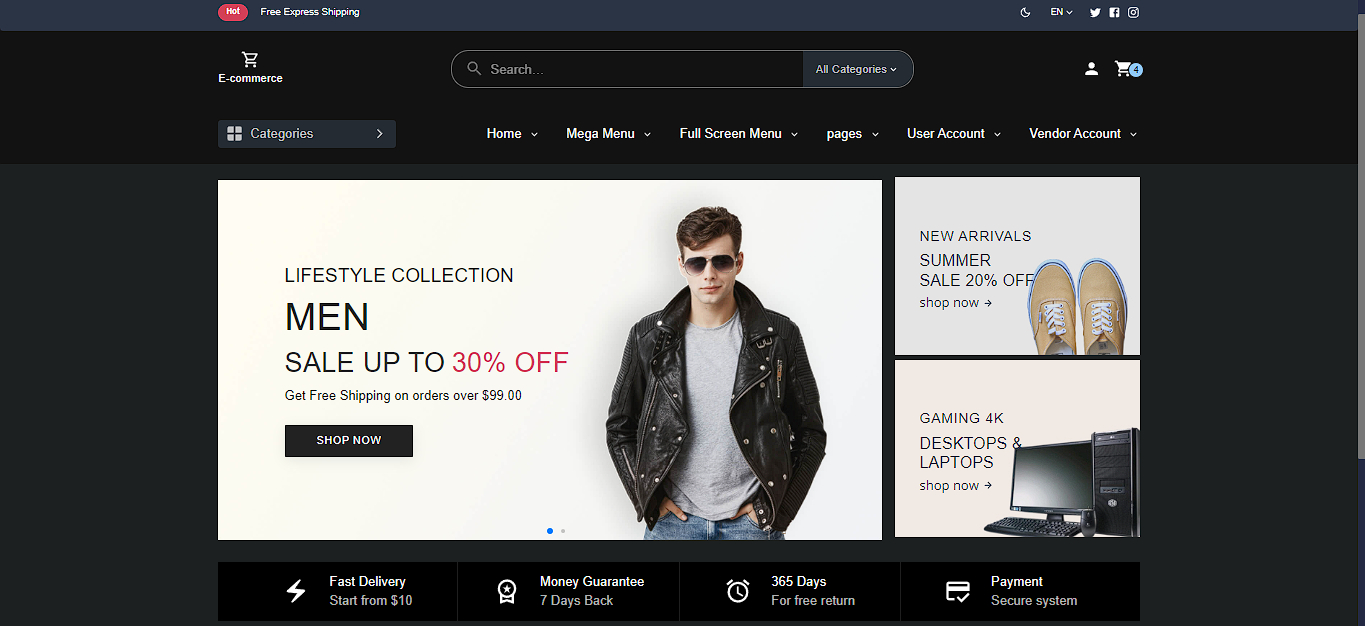 Hot
Free Express Shipping
EN
E-commerce
Search...
All Categories
4
Categories
Home
Mega Menu
Full Screen Menu
pages
User Account
Vendor Account
LIFESTYLE COLLECTION
MEN
SALE UP TO 30% OFF
Get Free Shipping on orders over $99.00
SHOP NOW
NEW ARRIVALS
SUMMER
SALE 20% OFF
shop now →
GAMING 4K
DESKTOPS &
LAPTOPS
shop now →
Fast Delivery
Start from $10
Money Guarantee
7 Days Back
365 Days
For free return
Payment
Secure system